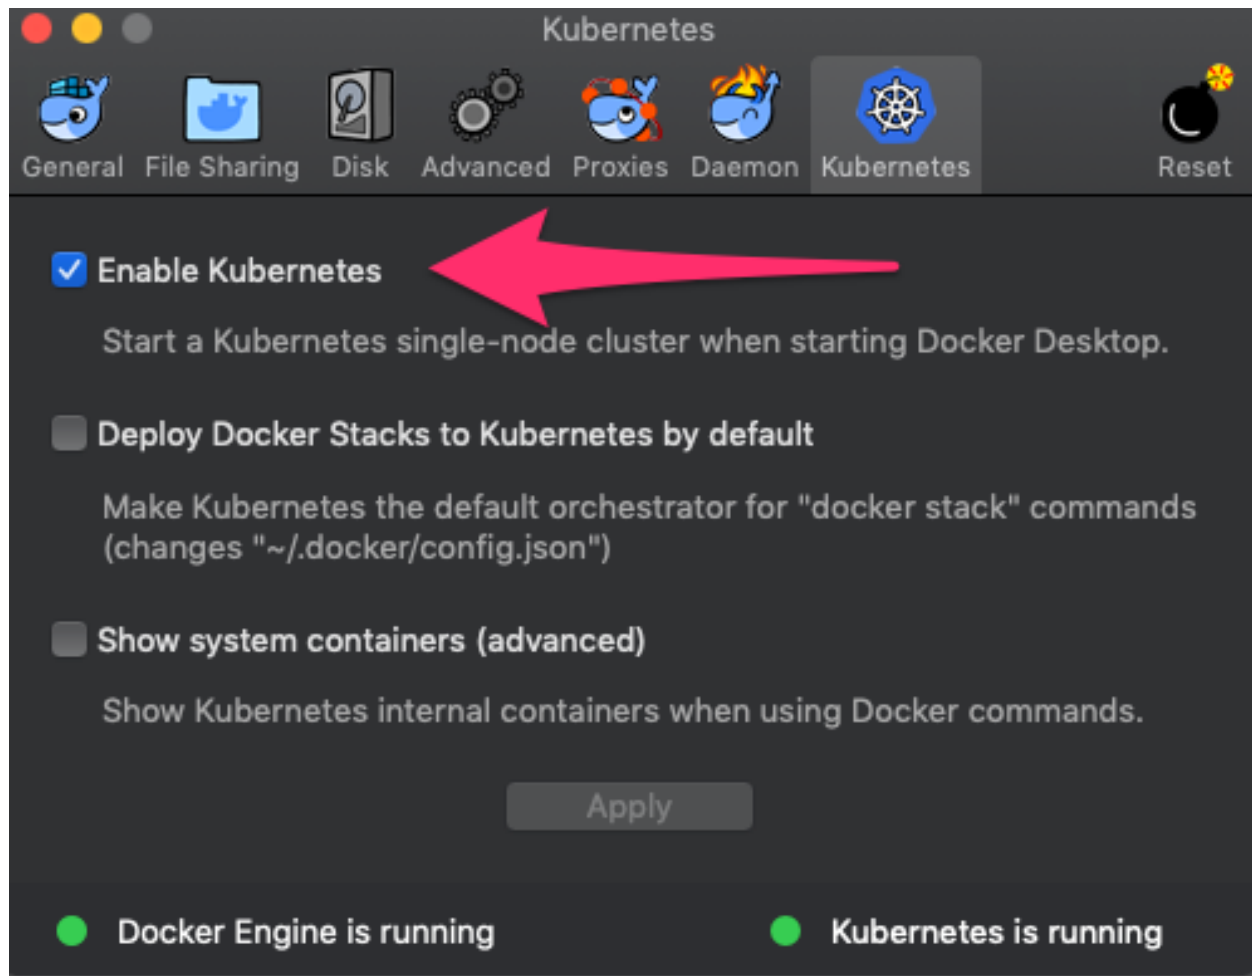 Kubernetes
General File Sharing Disk Advanced Proxies Daemon Kubernetes Reset
Enable Kubernetes
Start a Kubernetes single-node cluster when starting Docker Desktop.
Deploy Docker Stacks to Kubernetes by default
Make Kubernetes the default orchestrator for "docker stack" commands
(changes "~/.docker/config.json")
Show system containers (advanced)
Show Kubernetes internal containers when using Docker commands.
Apply
Docker Engine is running Kubernetes is running